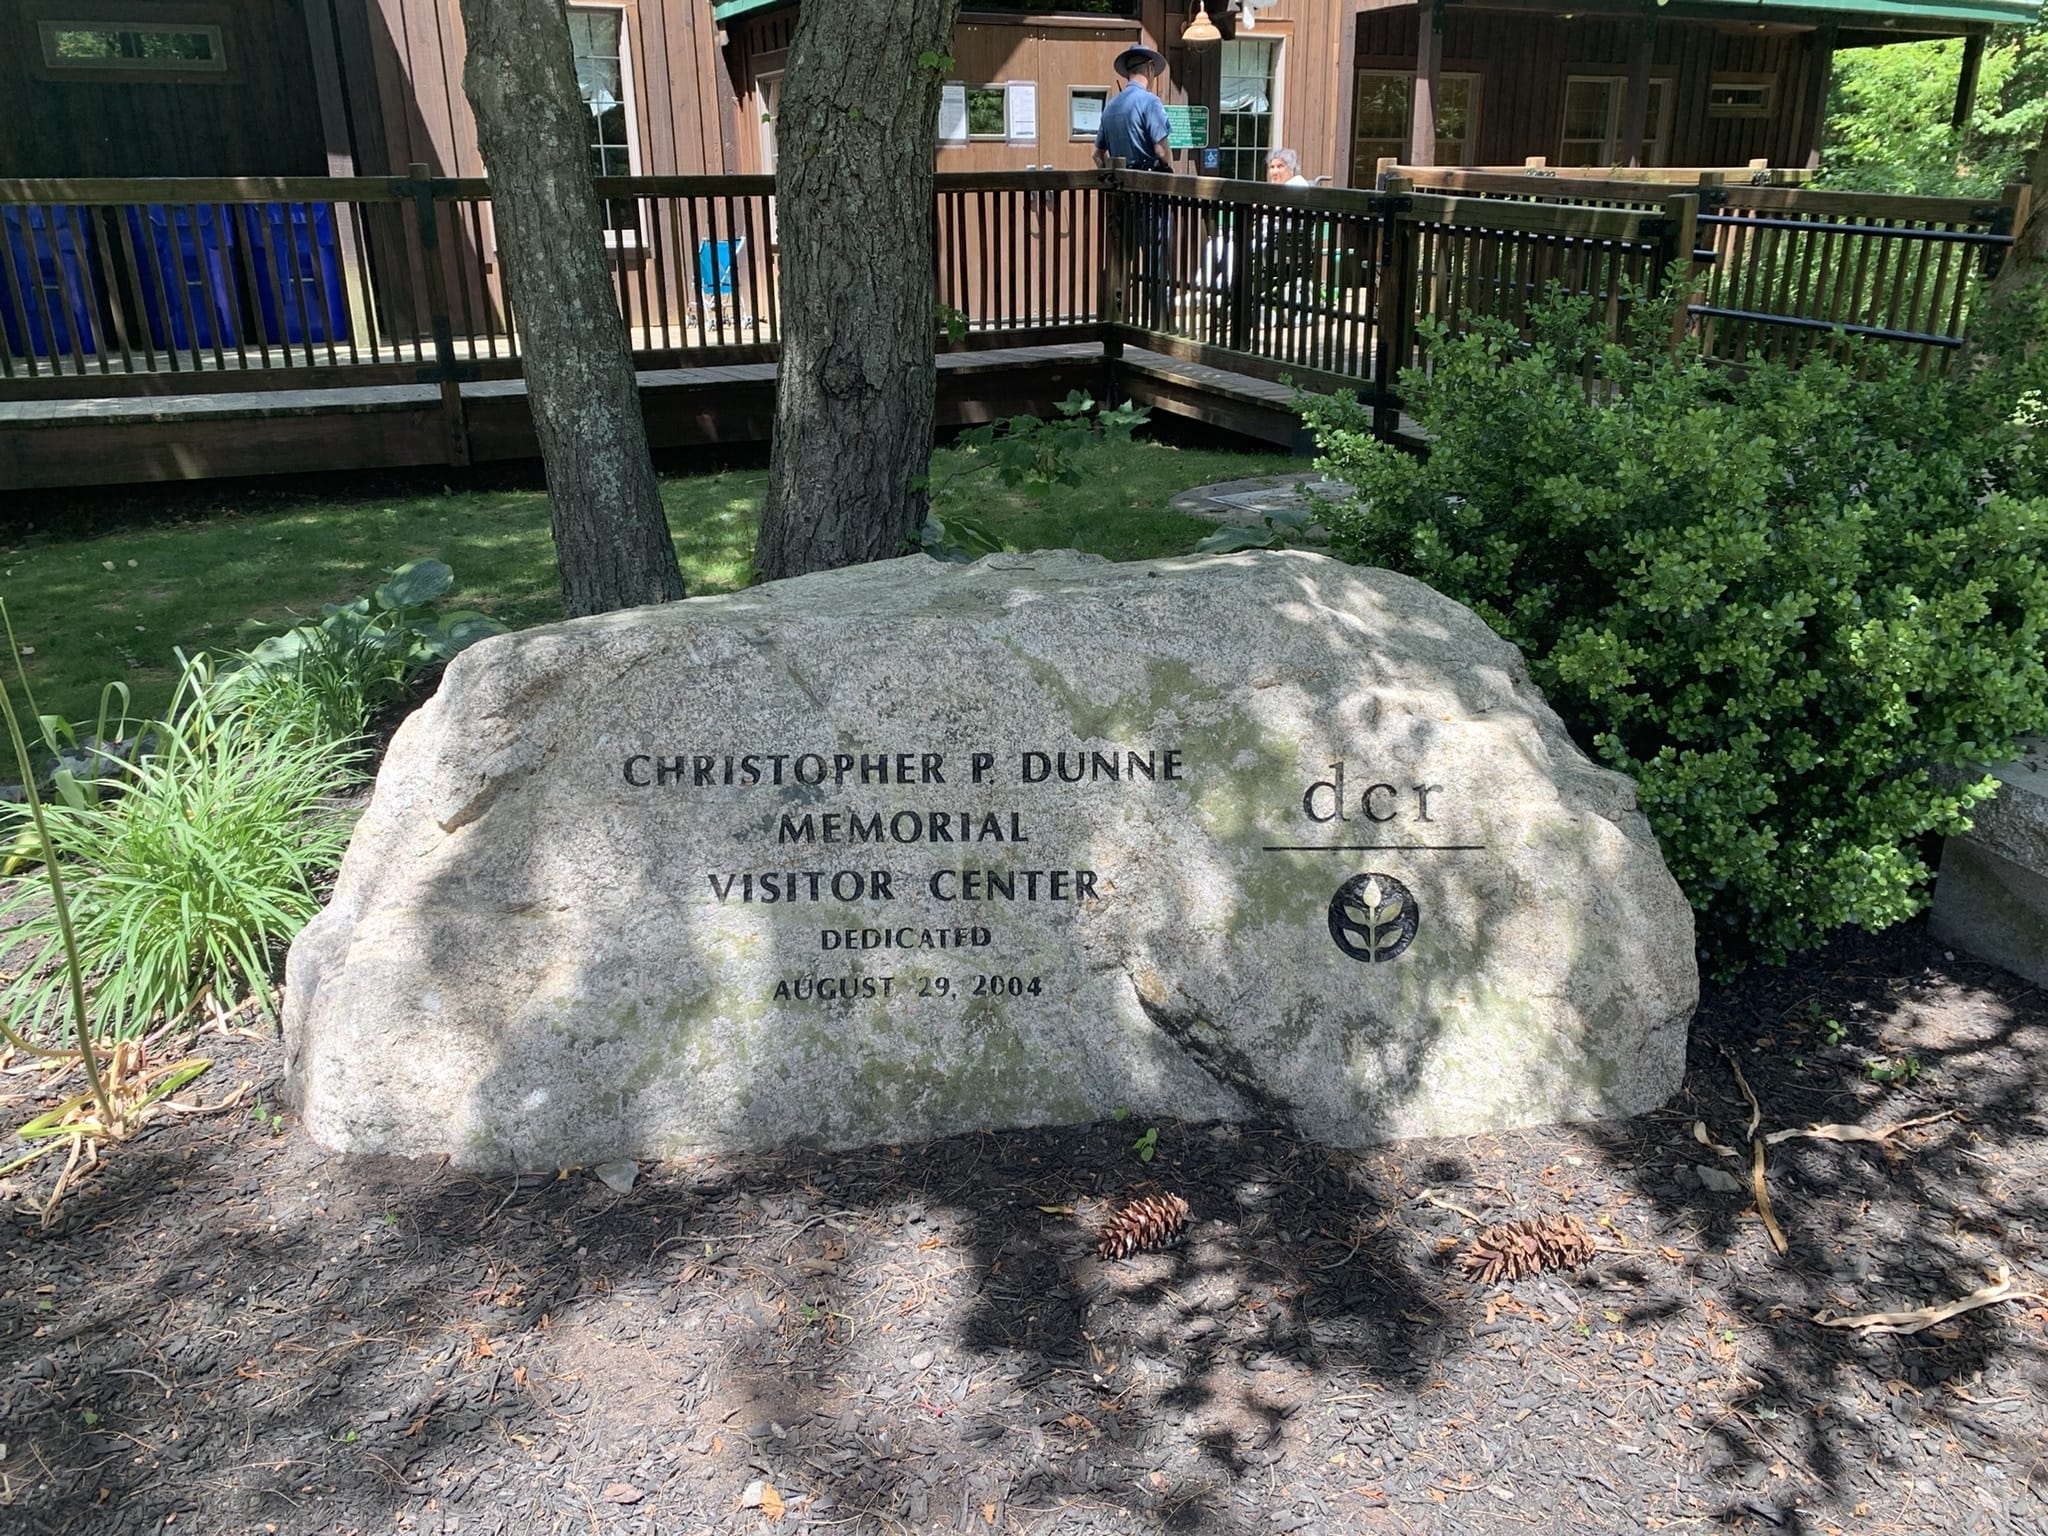 CHRISTOPHER P. DUNNE
MEMORIAL
VISITOR CENTER
DEDICATED
AUGUST 29, 2004
dcr